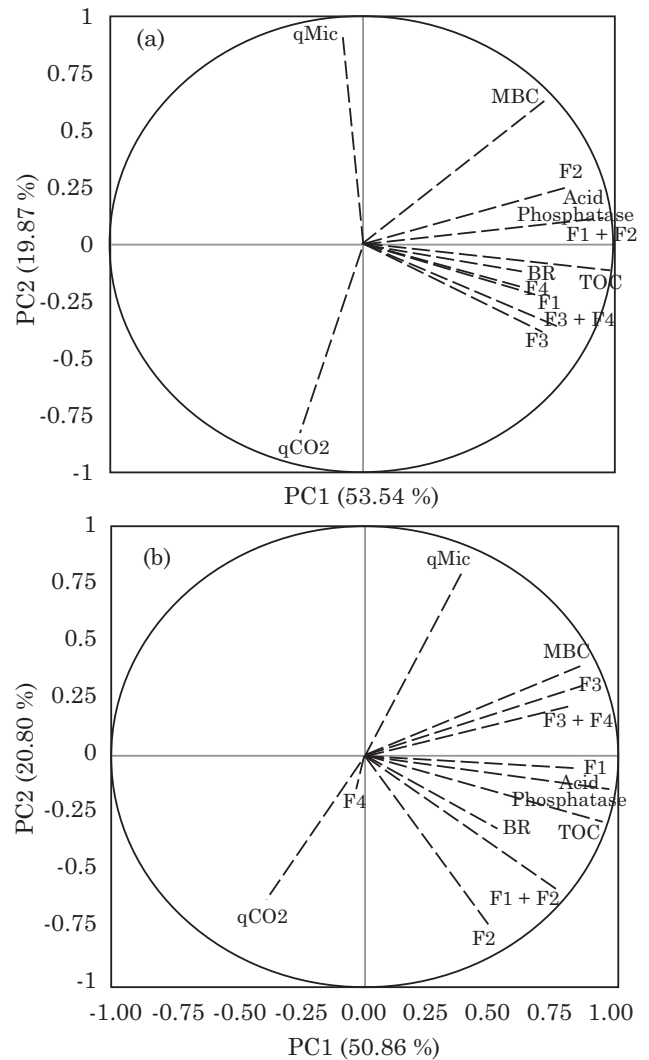 1
(a)
qMic
0.75
MBC
0.5
PC2 (19.87 %)
F2
0.25
Acid
Phosphatase
F1 + F2
0
BR
TOC
F4
-0.25
F1
F3 + F4
F3
-0.5
-0.75
qCO2
-1
PC1 (53.54 %)
1
(b)
qMic
0.75
0.5
MBC
F3
0.25
F3 + F4
PC2 (20.80 %)
0
F1
Acid
Phosphatase
F4
-0.25
BR
TOC
-0.5
F1 + F2
qCO2
-0.75
F2
-1
-1.00 -0.75 -0.50 -0.25 0.00 0.25 0.50 0.75 1.00
PC1 (50.86 %)